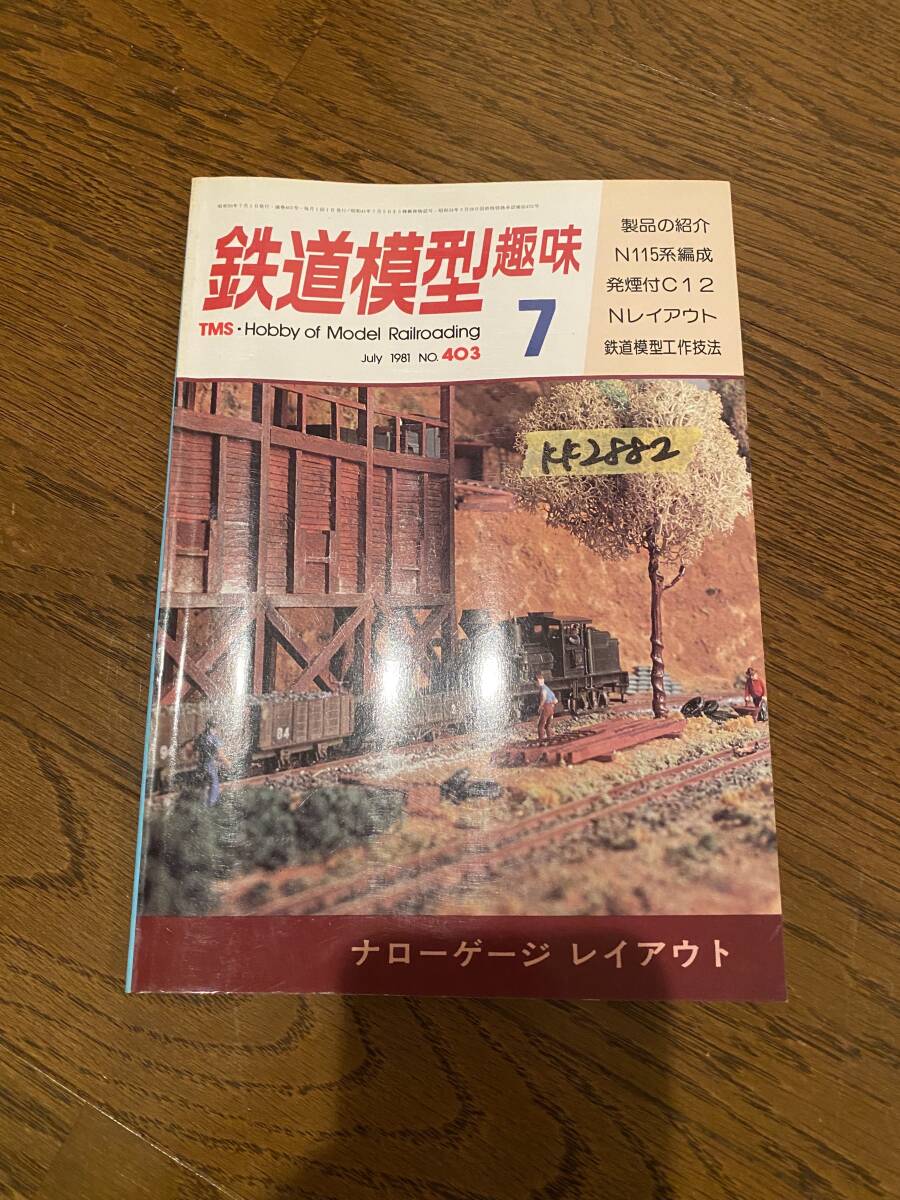 鉄道模型趣味
7
TMS・Hobby of Model Railroading
July 1981 NO. 403
製品の紹介
N115系編成
発煙付C12
Nレイアウト
鉄道模型工作技法
KK2882
84
ナローゲージ レイアウト